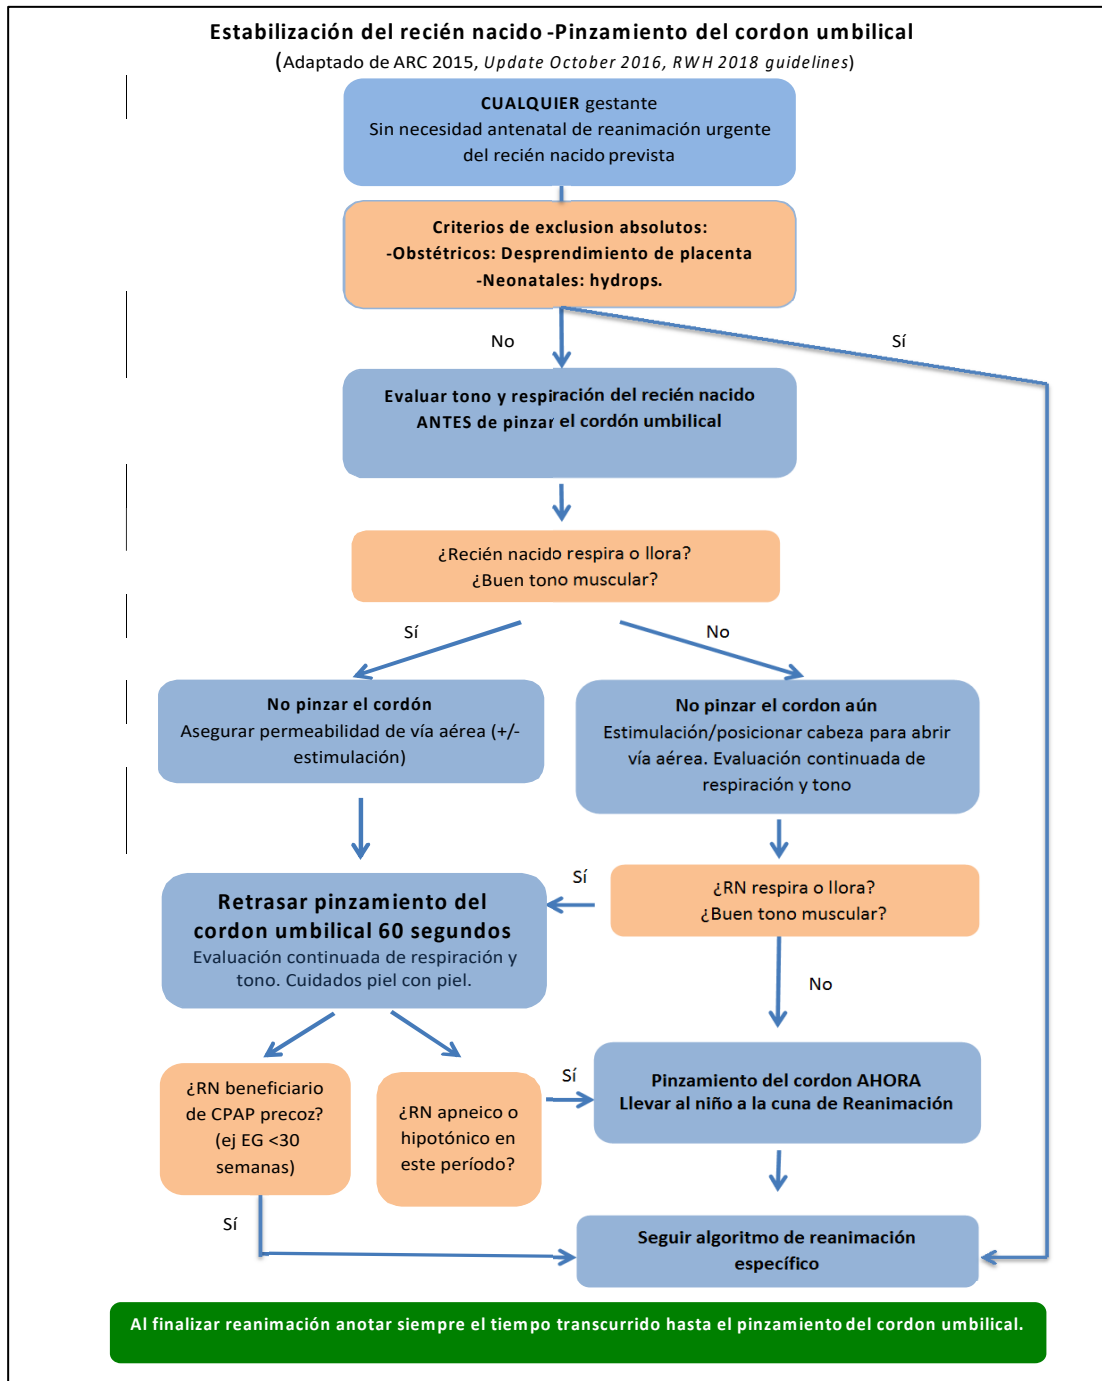 Estabilización del recién nacido -Pinzamiento del cordon umbilical
(Adaptado de ARC 2015, Update October 2016, RWH 2018 guidelines)
CUALQUIER gestante
Sin necesidad antenatal de reanimación urgente
del recién nacido prevista
Criterios de exclusion absolutos:
-Obstétricos: Desprendimiento de placenta
-Neonatales: hydrops.
No
Sí
Evaluar tono y respiración del recién nacido
ANTES de pinzar el cordón umbilical
¿Recién nacido respira o llora?
¿Buen tono muscular?
Sí
No
No pinzar el cordón
Asegurar permeabilidad de vía aérea (+/-
estimulación)
No pinzar el cordon aún
Estimulación/posicionar cabeza para abrir
vía aérea. Evaluación continuada de
respiración y tono
Sí
¿RN respira o llora?
¿Buen tono muscular?
Retrasar pinzamiento del
cordon umbilical 60 segundos
Evaluación continuada de respiración y
tono. Cuidados piel con piel.
No
¿RN beneficiario
de CPAP precoz?
(ej EG <30
semanas)
¿RN apneico o
hipotónico en
este período?
Sí
Pinzamiento del cordon AHORA
Llevar al niño a la cuna de Reanimación
Sí
Seguir algoritmo de reanimación
específico
Al finalizar reanimación anotar siempre el tiempo transcurrido hasta el pinzamiento del cordon umbilical.